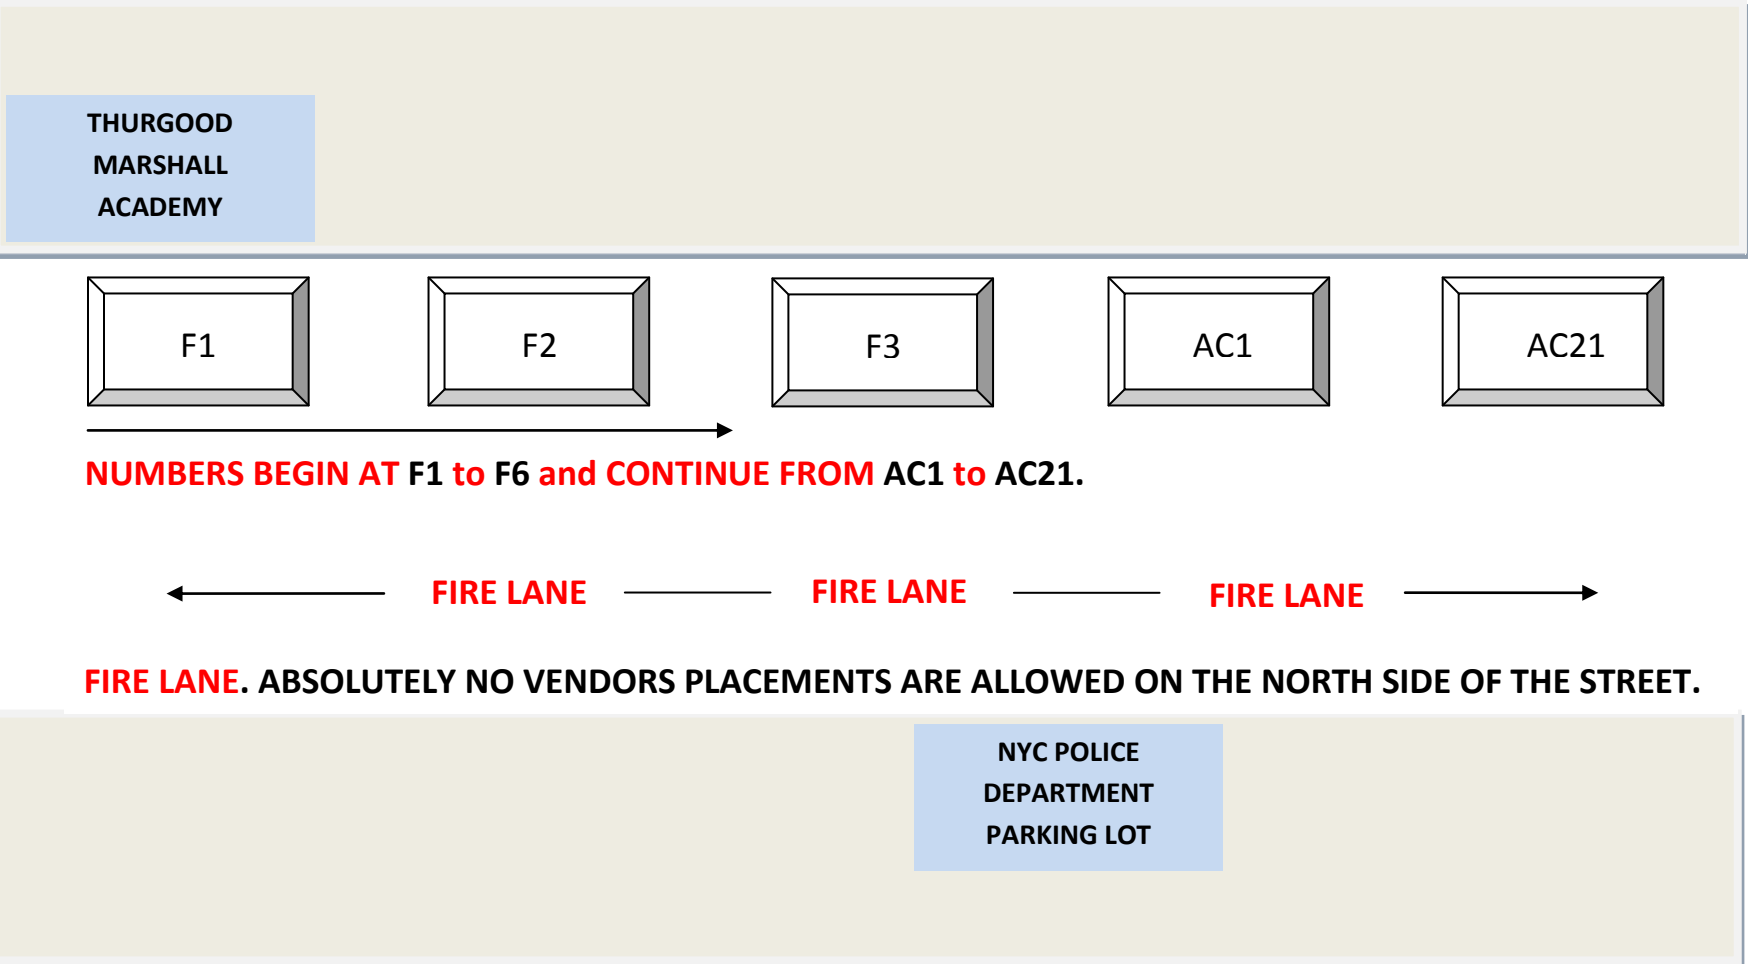 THURGOOD
MARSHALL
ACADEMY
F1
F2
F3
AC1
AC21
NUMBERS BEGIN AT F1 to F6 and CONTINUE FROM AC1 to AC21.
FIRE LANE
FIRE LANE
FIRE LANE
FIRE LANE. ABSOLUTELY NO VENDORS PLACEMENTS ARE ALLOWED ON THE NORTH SIDE OF THE STREET.
NYC POLICE
DEPARTMENT
PARKING LOT